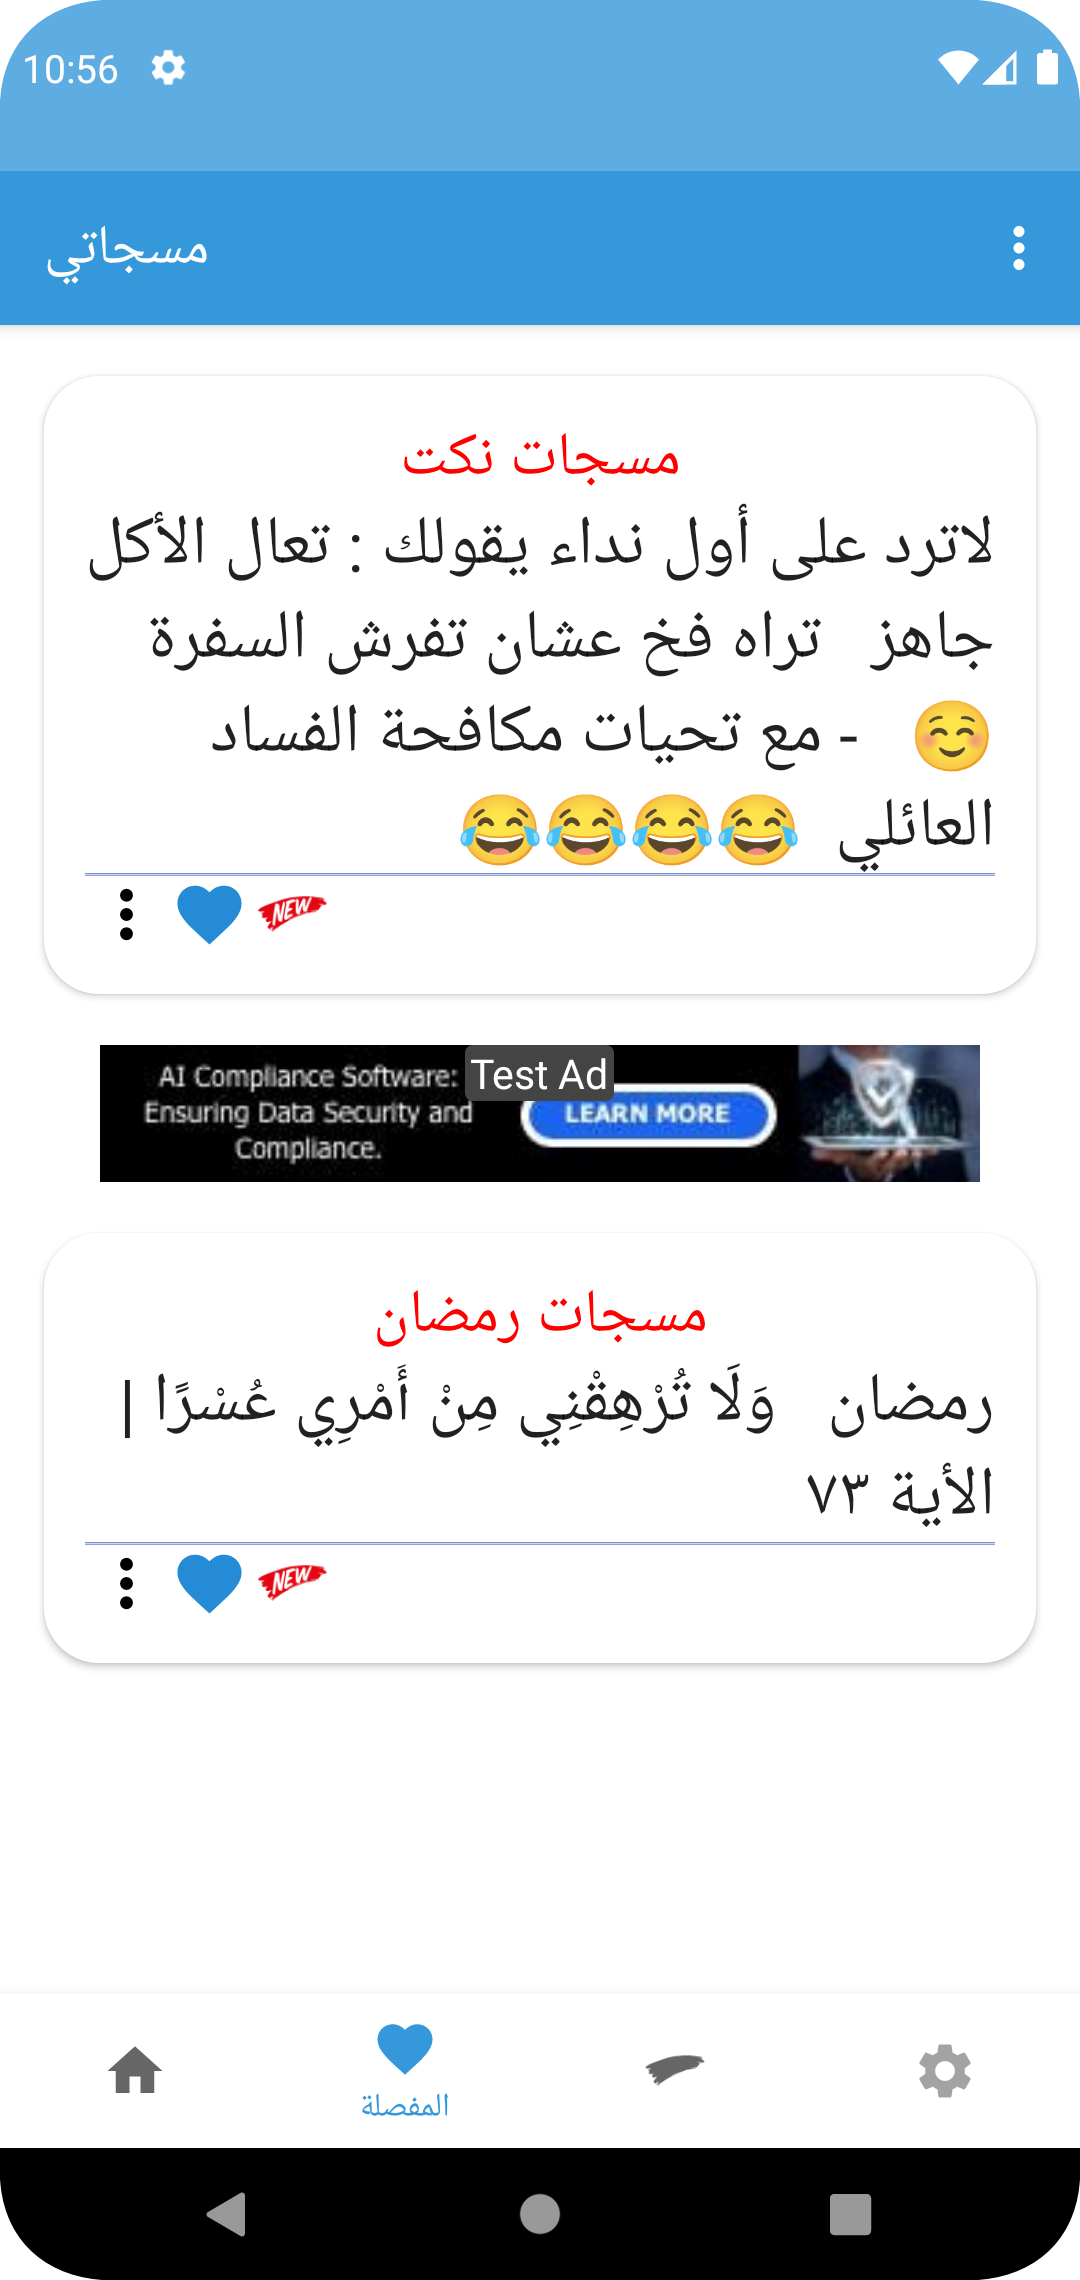 10:56
مسجاتي
مسجات نكت
لاترد على أول نداء يقولك : تعال الأكل
جاهز تراه فخ عشان تفرش السفرة
☺️ - مع تحيات مكافحة الفساد
العائلي 😂😂😂😂
NEW
Test Ad
AI Compliance Software:
Ensuring Data Security and
Compliance.
LEARN MORE
مسجات رمضان
رمضان وَلَا تُرْهِقْنِي مِنْ أَمْرِي عُسْرًا |
الأية ٧٣
NEW
المفضلة